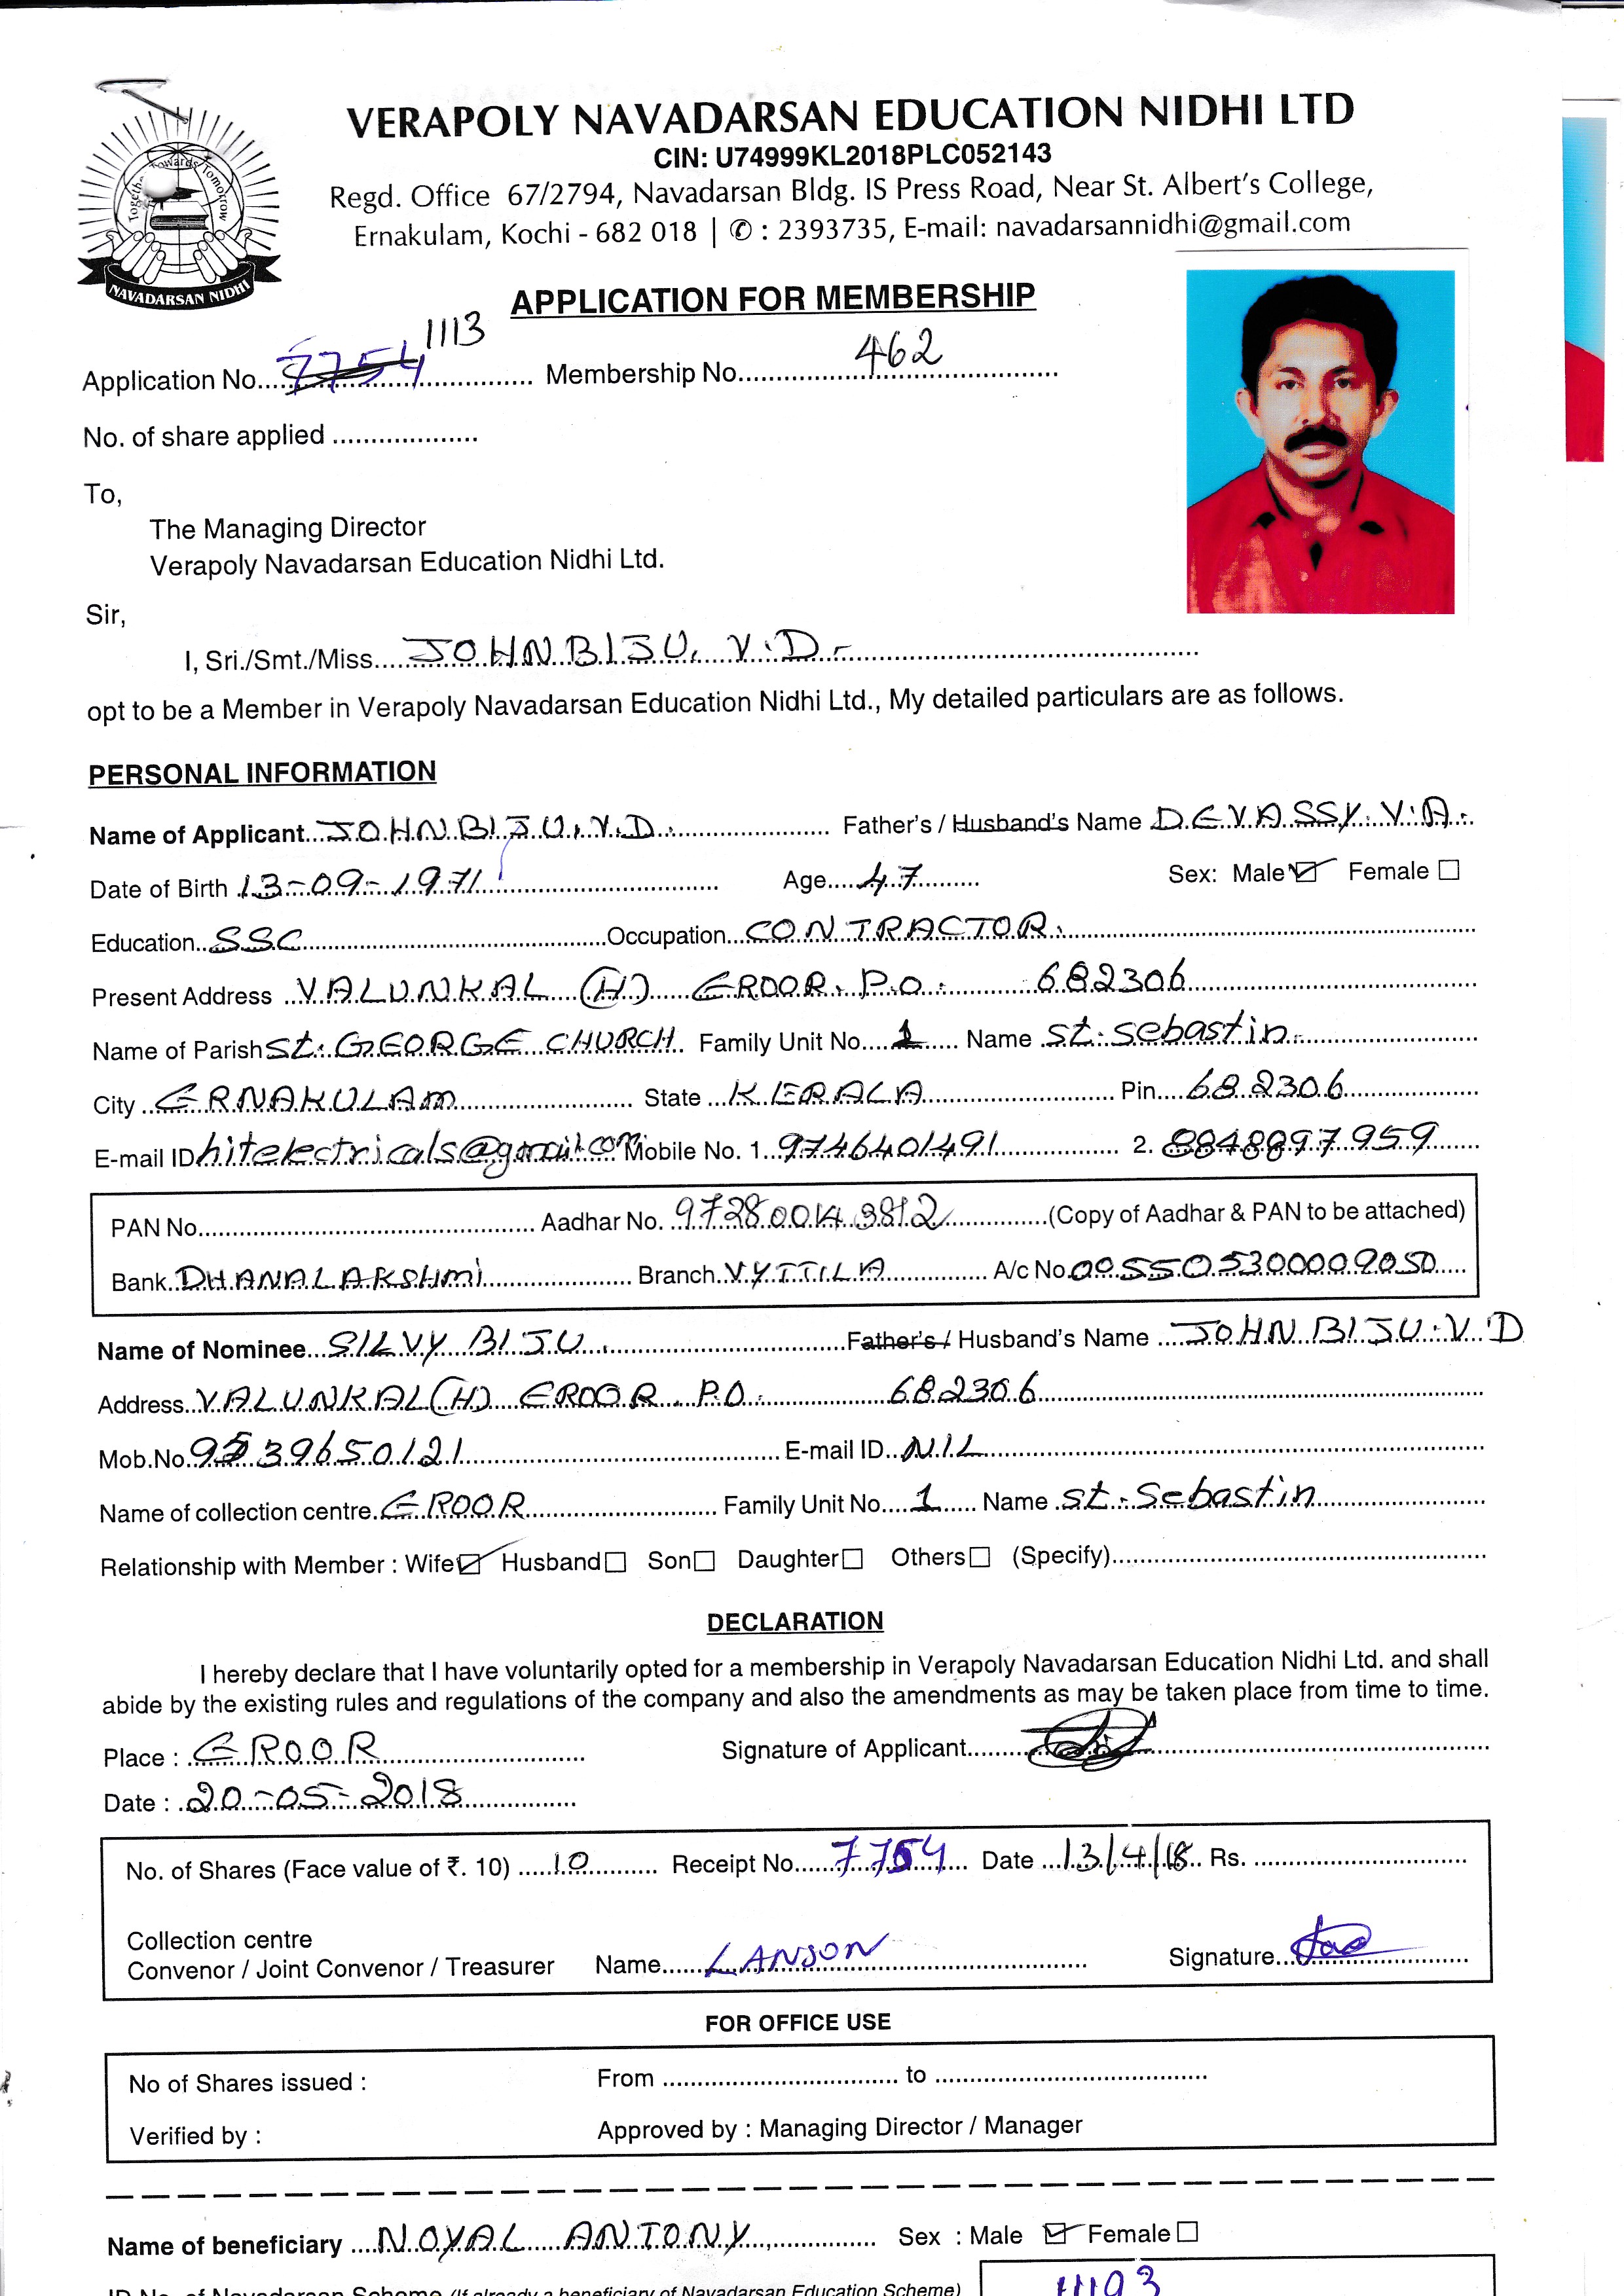 Together Towards Tomorrow
NAVADARSAN NIDHI
VERAPOLY NAVADARSAN EDUCATION NIDHI LTD
CIN: U74999KL2018PLC052143
Regd. Office 67/2794, Navadarsan Bldg. IS Press Road, Near St. Albert's College,
Ernakulam, Kochi - 682 018 | ✆ : 2393735, E-mail: navadarsannidhi@gmail.com
APPLICATION FOR MEMBERSHIP
1113
Application No. 7754 Membership No. 462
No. of share applied
To,
The Managing Director
Verapoly Navadarsan Education Nidhi Ltd.
Sir,
I, Sri./Smt./Miss. JOHN BIJU. V.D.
opt to be a Member in Verapoly Navadarsan Education Nidhi Ltd., My detailed particulars are as follows.
PERSONAL INFORMATION
Name of Applicant JOHN BIJU. V.D. Father's / Husband's Name DEVASSY. V.A.
Date of Birth 13-09-1971 Age 47 Sex: Male ☑ Female ☐
Education SSC Occupation CONTRACTOR.
Present Address VALUNKAL (H) EROOR. P.O. 682306
Name of Parish St. GEORGE CHURCH Family Unit No. 1 Name St. Sebastin
City ERNAKULAM State KERALA Pin 682306
E-mail ID hitelectricals@gmail.com Mobile No. 1. 9746401491 2. 8848897959
PAN No. Aadhar No. 972800143812 (Copy of Aadhar & PAN to be attached)
Bank DHANALAKSHMI Branch VYTTILA A/c No. 005505300009050
Name of Nominee SILVY BIJU. Father's / Husband's Name JOHN BIJU. V. D
Address VALUNKAL (H) EROOR P.O. 682306
Mob.No. 9539650121 E-mail ID NIL
Name of collection centre EROOR Family Unit No. 1 Name St. Sebastin
Relationship with Member : Wife ☑ Husband ☐ Son ☐ Daughter ☐ Others ☐ (Specify)
DECLARATION
I hereby declare that I have voluntarily opted for a membership in Verapoly Navadarsan Education Nidhi Ltd. and shall
abide by the existing rules and regulations of the company and also the amendments as may be taken place from time to time.
Place : EROOR Signature of Applicant
Date : 20-05-2018
No. of Shares (Face value of ₹. 10) 10 Receipt No. 7754 Date 13/4/18 Rs.
Collection centre
Convenor / Joint Convenor / Treasurer Name LANSON Signature
FOR OFFICE USE
No of Shares issued : From to
Verified by : Approved by : Managing Director / Manager
Name of beneficiary NOYAL ANTONY Sex : Male ☑ Female ☐
ID No. of Navadarsan Scheme (If already a beneficiary of Navadarsan Education Scheme)